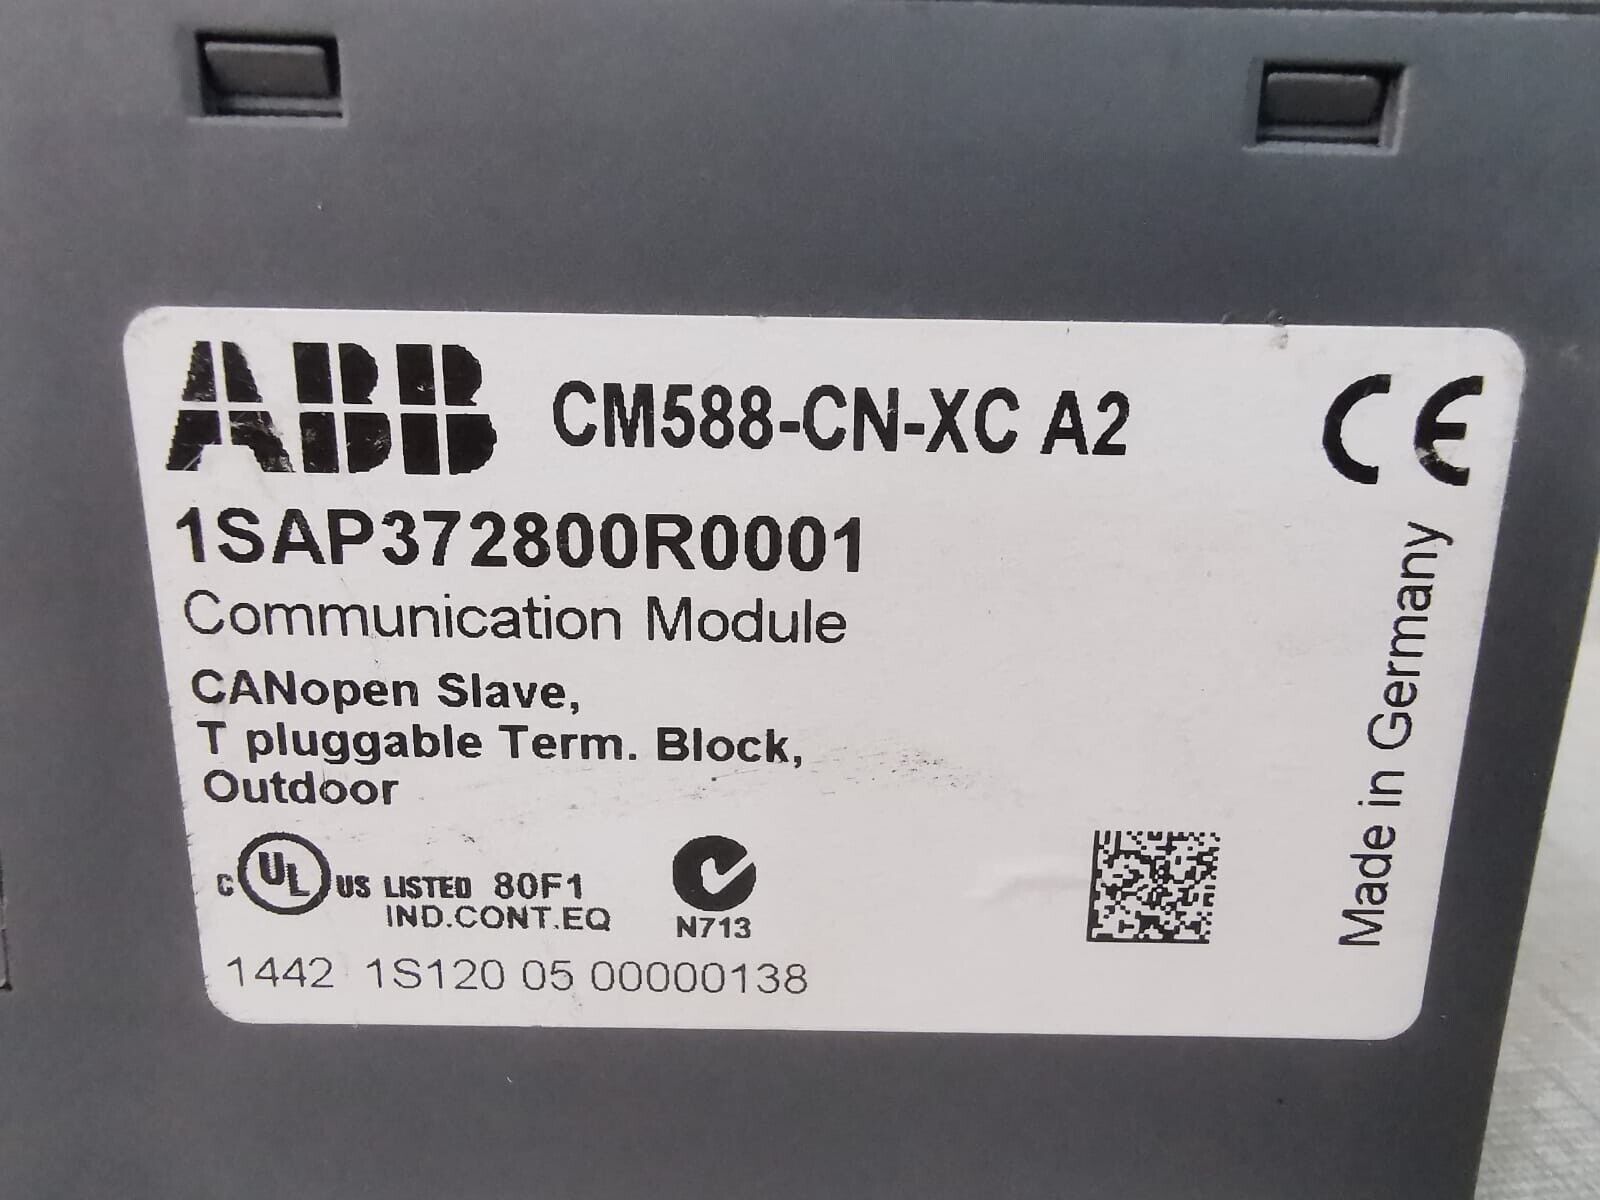 ABB CM588-CN-XC A2 CE
1SAP372800R0001
Communication Module
CANopen Slave,
T pluggable Term. Block,
Outdoor
C UL US LISTED 80F1
IND.CONT.EQ
N713
1442 1S120 05 00000138
Made in Germany